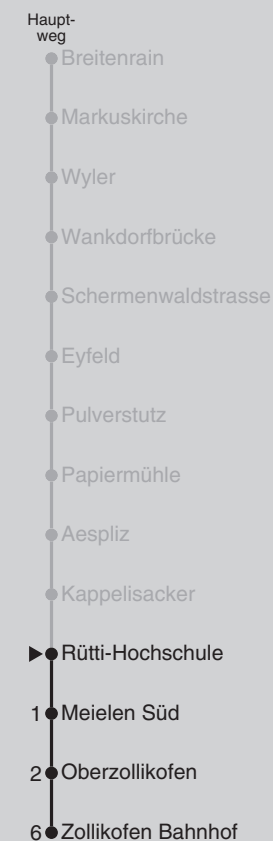 Haupt-
weg
Breitenrain
Markuskirche
Wyler
Wankdorfbrücke
Schermenwaldstrasse
Eyfeld
Pulverstutz
Papiermühle
Aespliz
Kappelisacker
Rütti-Hochschule
1 Meielen Süd
2 Oberzollikofen
6 Zollikofen Bahnhof